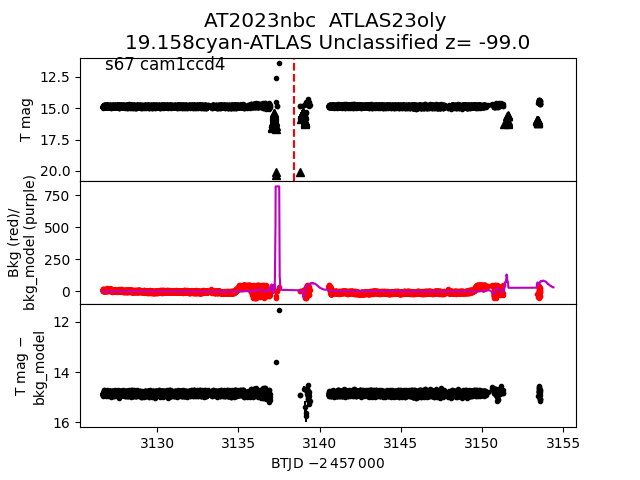 AT2023nbc  ATLAS23oly
19.158cyan-ATLAS Unclassified z= -99.0
s67 cam1ccd4
T mag
12.5
15.0
17.5
20.0
Bkg (red)/
bkg_model (purple)
750
500
250
0
T mag −
bkg_model
12
14
16
3130 3135 3140 3145 3150 3155
BTJD −2 457 000